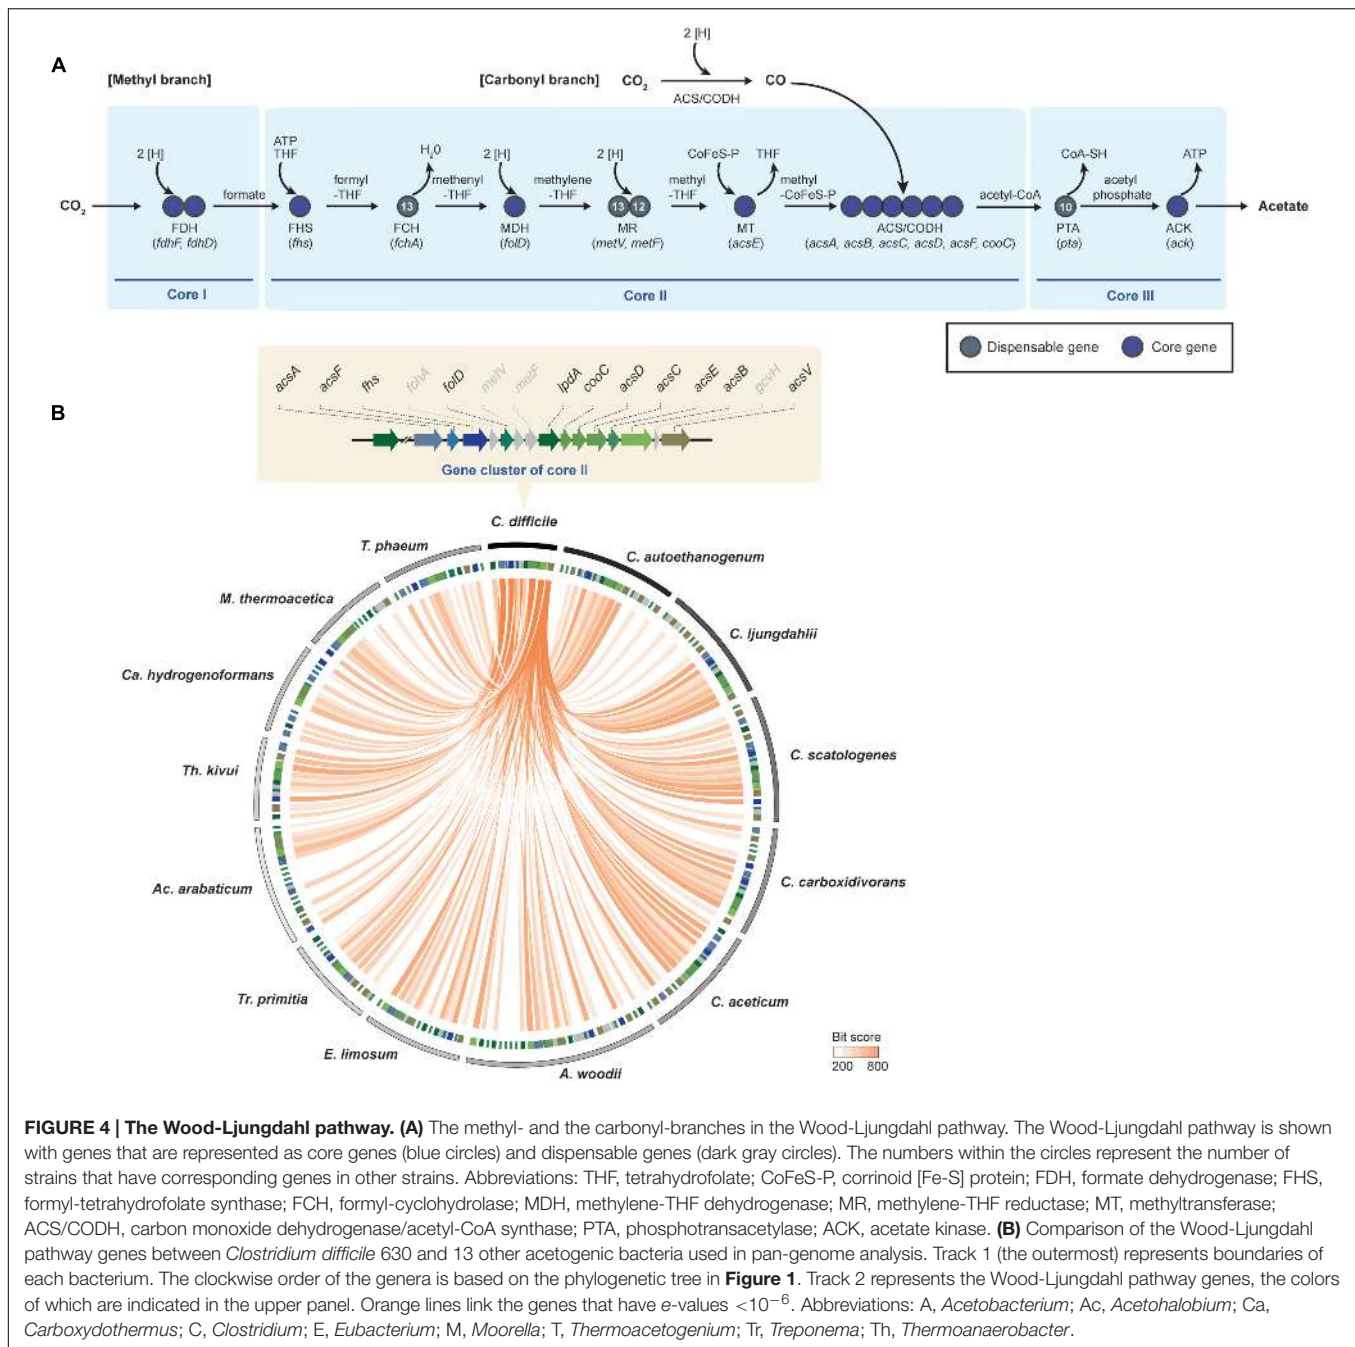 A
[Methyl branch]
[Carbonyl branch]
2 [H]
CO2
CO
ACS/CODH
2 [H]
ATP
THF
H20
2 [H]
2 [H]
CoFeS-P
THF
CoA-SH
ATP
CO2
formate
formyl
-THF
methenyl
-THF
methylene
-THF
methyl
-THF
methyl
-CoFeS-P
acetyl-CoA
acetyl
phosphate
Acetate
13
13 12
10
FDH
(fdhF, fdhD)
FHS
(fhs)
FCH
(fchA)
MDH
(folD)
MR
(metV, metF)
MT
(acsE)
ACS/CODH
(acsA, acsB, acsC, acsD, acsF, cooC)
PTA
(pta)
ACK
(ack)
Core I
Core II
Core III
Dispensable gene
Core gene
B
acsA acsF fhs fchA folD metV metF lpdA cooC acsD acsC acsE acsB gcvH acsV
Gene cluster of core II
C. difficile
C. autoethanogenum
C. ljungdahlii
C. scatologenes
C. carboxidivorans
C. aceticum
A. woodii
E. limosum
Tr. primitia
Ac. arabaticum
Th. kivui
Ca. hydrogenoformans
M. thermoacetica
T. phaeum
Bit score
200 800
FIGURE 4 | The Wood-Ljungdahl pathway. (A) The methyl- and the carbonyl-branches in the Wood-Ljungdahl pathway. The Wood-Ljungdahl pathway is shown
with genes that are represented as core genes (blue circles) and dispensable genes (dark gray circles). The numbers within the circles represent the number of
strains that have corresponding genes in other strains. Abbreviations: THF, tetrahydrofolate; CoFeS-P, corrinoid [Fe-S] protein; FDH, formate dehydrogenase; FHS,
formyl-tetrahydrofolate synthase; FCH, formyl-cyclohydrolase; MDH, methylene-THF dehydrogenase; MR, methylene-THF reductase; MT, methyltransferase;
ACS/CODH, carbon monoxide dehydrogenase/acetyl-CoA synthase; PTA, phosphotransacetylase; ACK, acetate kinase. (B) Comparison of the Wood-Ljungdahl
pathway genes between Clostridium difficile 630 and 13 other acetogenic bacteria used in pan-genome analysis. Track 1 (the outermost) represents boundaries of
each bacterium. The clockwise order of the genera is based on the phylogenetic tree in Figure 1. Track 2 represents the Wood-Ljungdahl pathway genes, the colors
of which are indicated in the upper panel. Orange lines link the genes that have e-values <10−6. Abbreviations: A, Acetobacterium; Ac, Acetohalobium; Ca,
Carboxydothermus; C, Clostridium; E, Eubacterium; M, Moorella; T, Thermoacetogenium; Tr, Treponema; Th, Thermoanaerobacter.